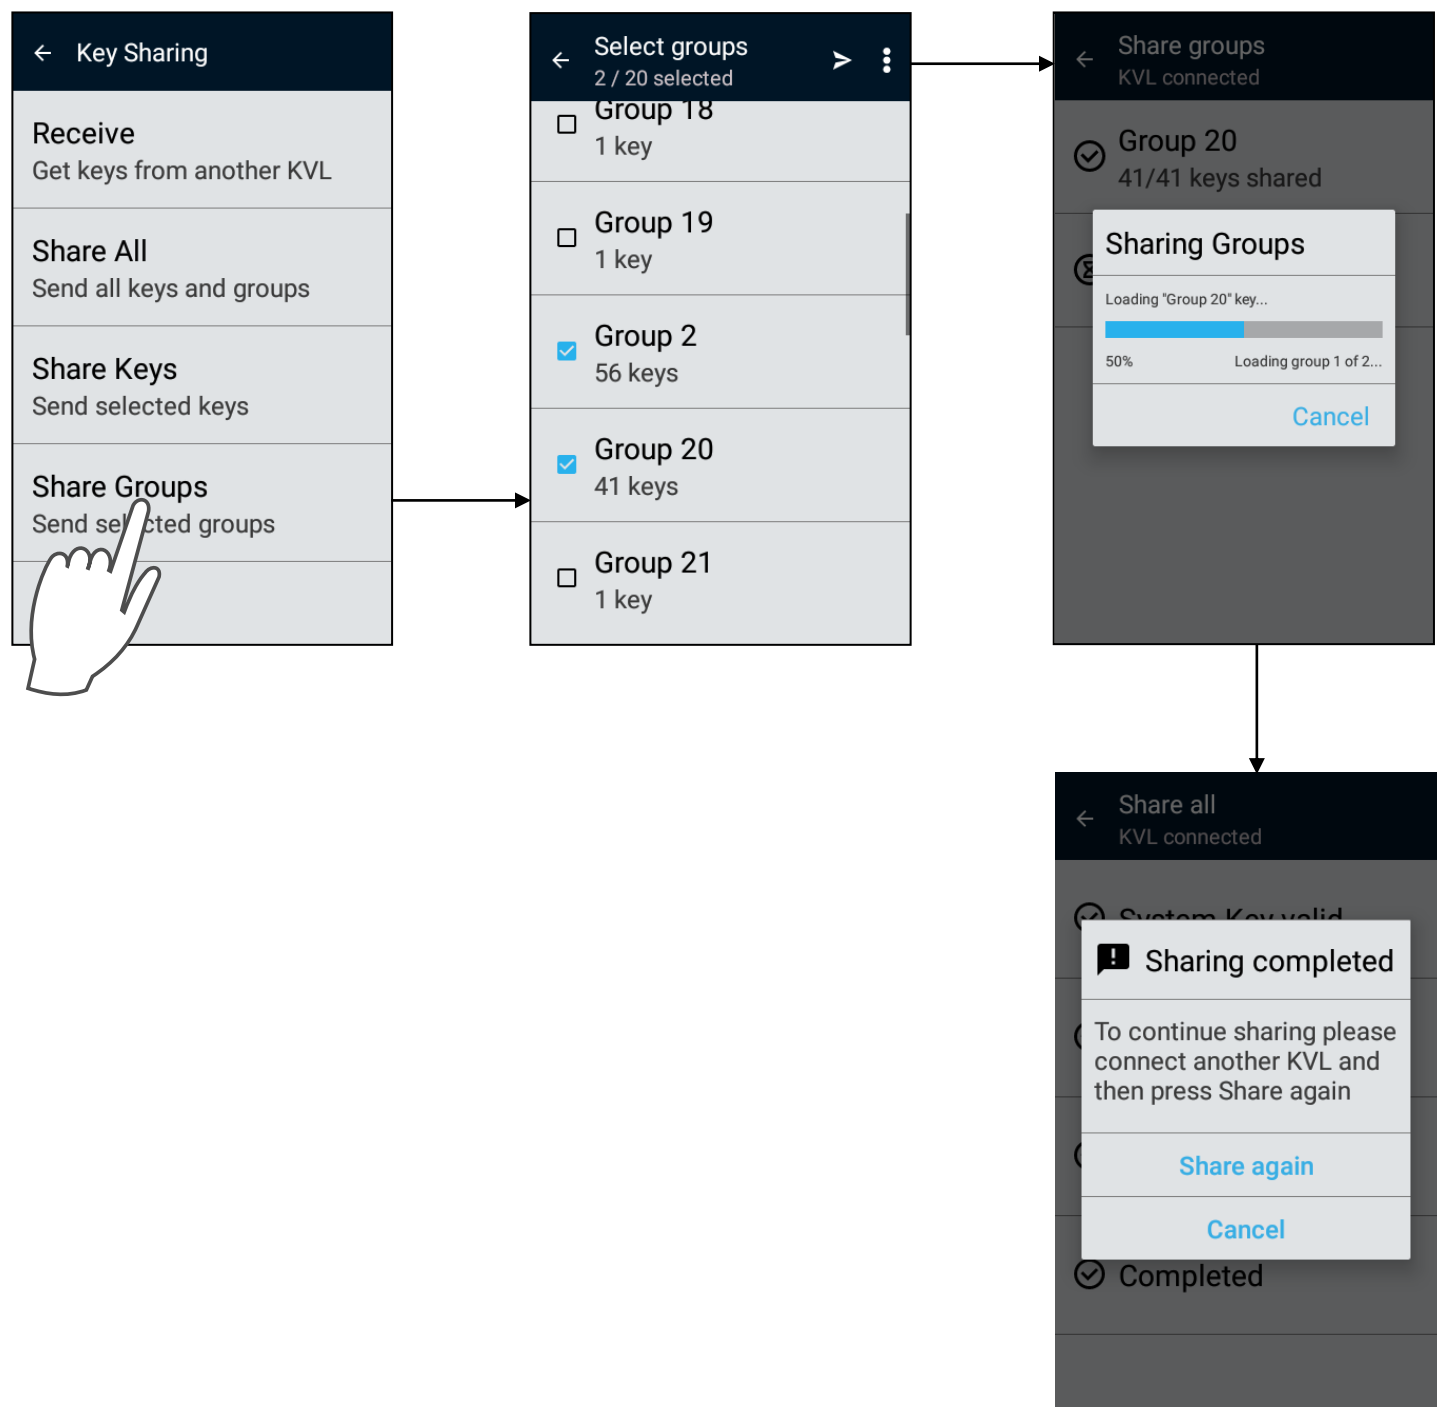 Key Sharing
Receive
Get keys from another KVL
Share All
Send all keys and groups
Share Keys
Send selected keys
Share Groups
Send selected groups
Select groups
2 / 20 selected
Group 18
1 key
Group 19
1 key
Group 2
56 keys
Group 20
41 keys
Group 21
1 key
Share groups
KVL connected
Group 20
41/41 keys shared
Sharing Groups
Loading "Group 20" key...
50%
Loading group 1 of 2...
Cancel
Share all
KVL connected
System Key valid
Sharing completed
To continue sharing please
connect another KVL and
then press Share again
Share again
Cancel
Completed